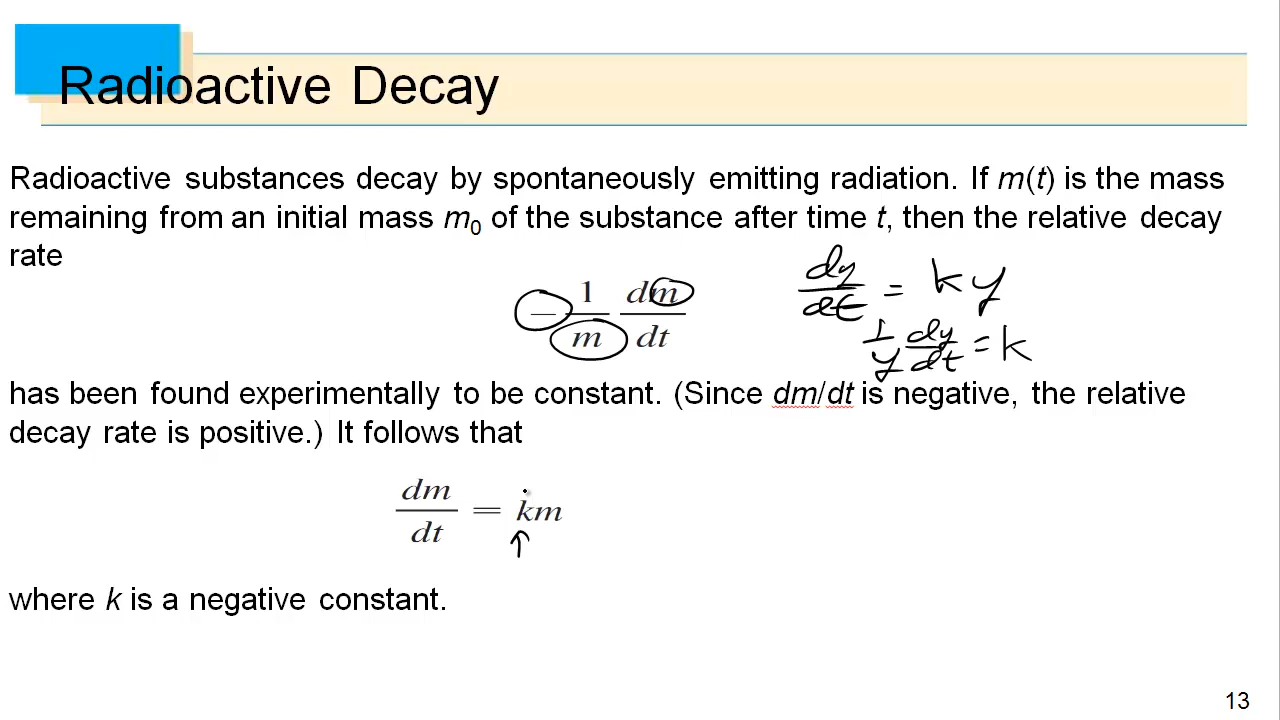 Radioactive Decay
Radioactive substances decay by spontaneously emitting radiation. If m(t) is the mass
remaining from an initial mass m₀ of the substance after time t, then the relative decay
rate
− 1/m dm/dt
dy/dt = ky
1/y dy/dt = k
has been found experimentally to be constant. (Since dm/dt is negative, the relative
decay rate is positive.) It follows that
dm/dt = km
where k is a negative constant.
13